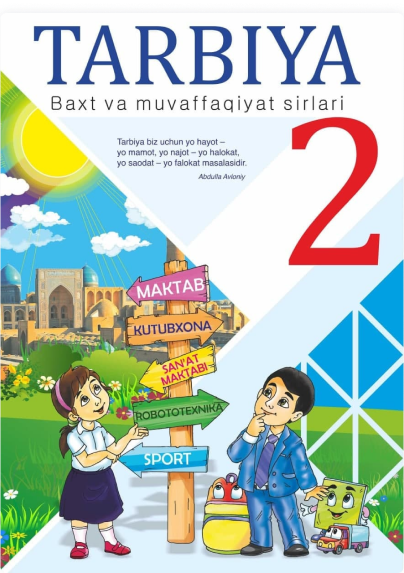 TARBIYA
Baxt va muvaffaqiyat sirlari
2
Tarbiya biz uchun yo hayot –
yo mamot, yo najot – yo halokat,
yo saodat – yo falokat masalasidir.
Abdulla Avloniy
MAKTAB
KUTUBXONA
SAN'AT
MAKTABI
ROBOTOTEXNIKA
SPORT